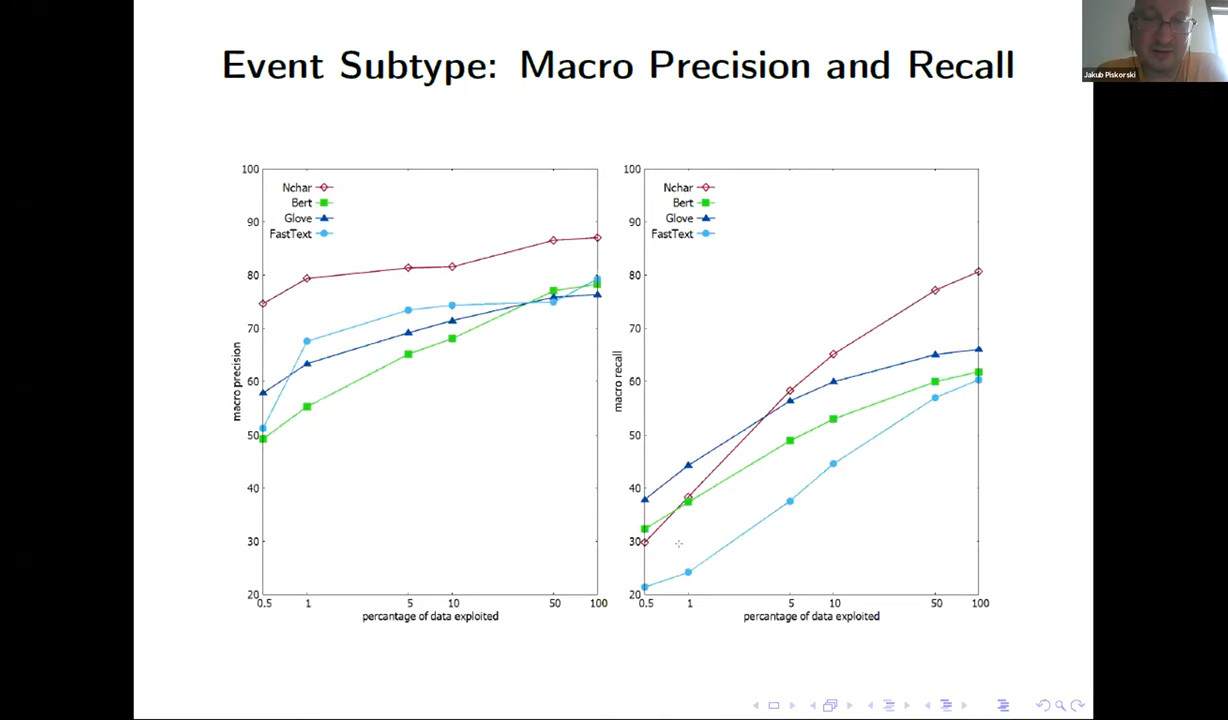 Event Subtype: Macro Precision and Recall
Jakub Piskorski
100
90
80
70
60
50
40
30
20
0.5 1 5 10 50 100
macro precision
percentage of data exploited
Nchar
Bert
Glove
FastText
100
90
80
70
60
50
40
30
20
0.5 1 5 10 50 100
macro recall
percentage of data exploited
Nchar
Bert
Glove
FastText